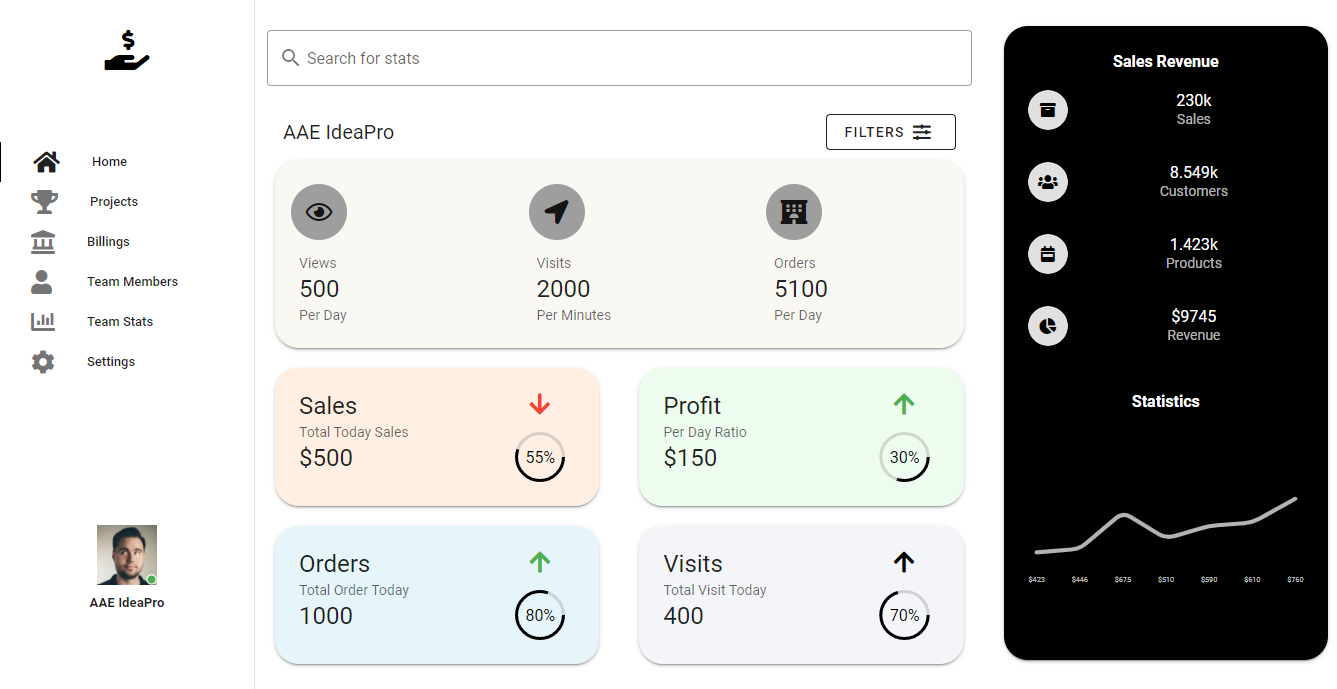 $
Home
Projects
Billings
Team Members
Team Stats
Settings
AAE IdeaPro
Search for stats
AAE IdeaPro
FILTERS
Views
500
Per Day
Visits
2000
Per Minutes
Orders
5100
Per Day
Sales
Total Today Sales
$500
55%
Profit
Per Day Ratio
$150
30%
Orders
Total Order Today
1000
80%
Visits
Total Visit Today
400
70%
Sales Revenue
230k
Sales
8.549k
Customers
1.423k
Products
$9745
Revenue
Statistics
$423 $446 $675 $510 $590 $610 $760